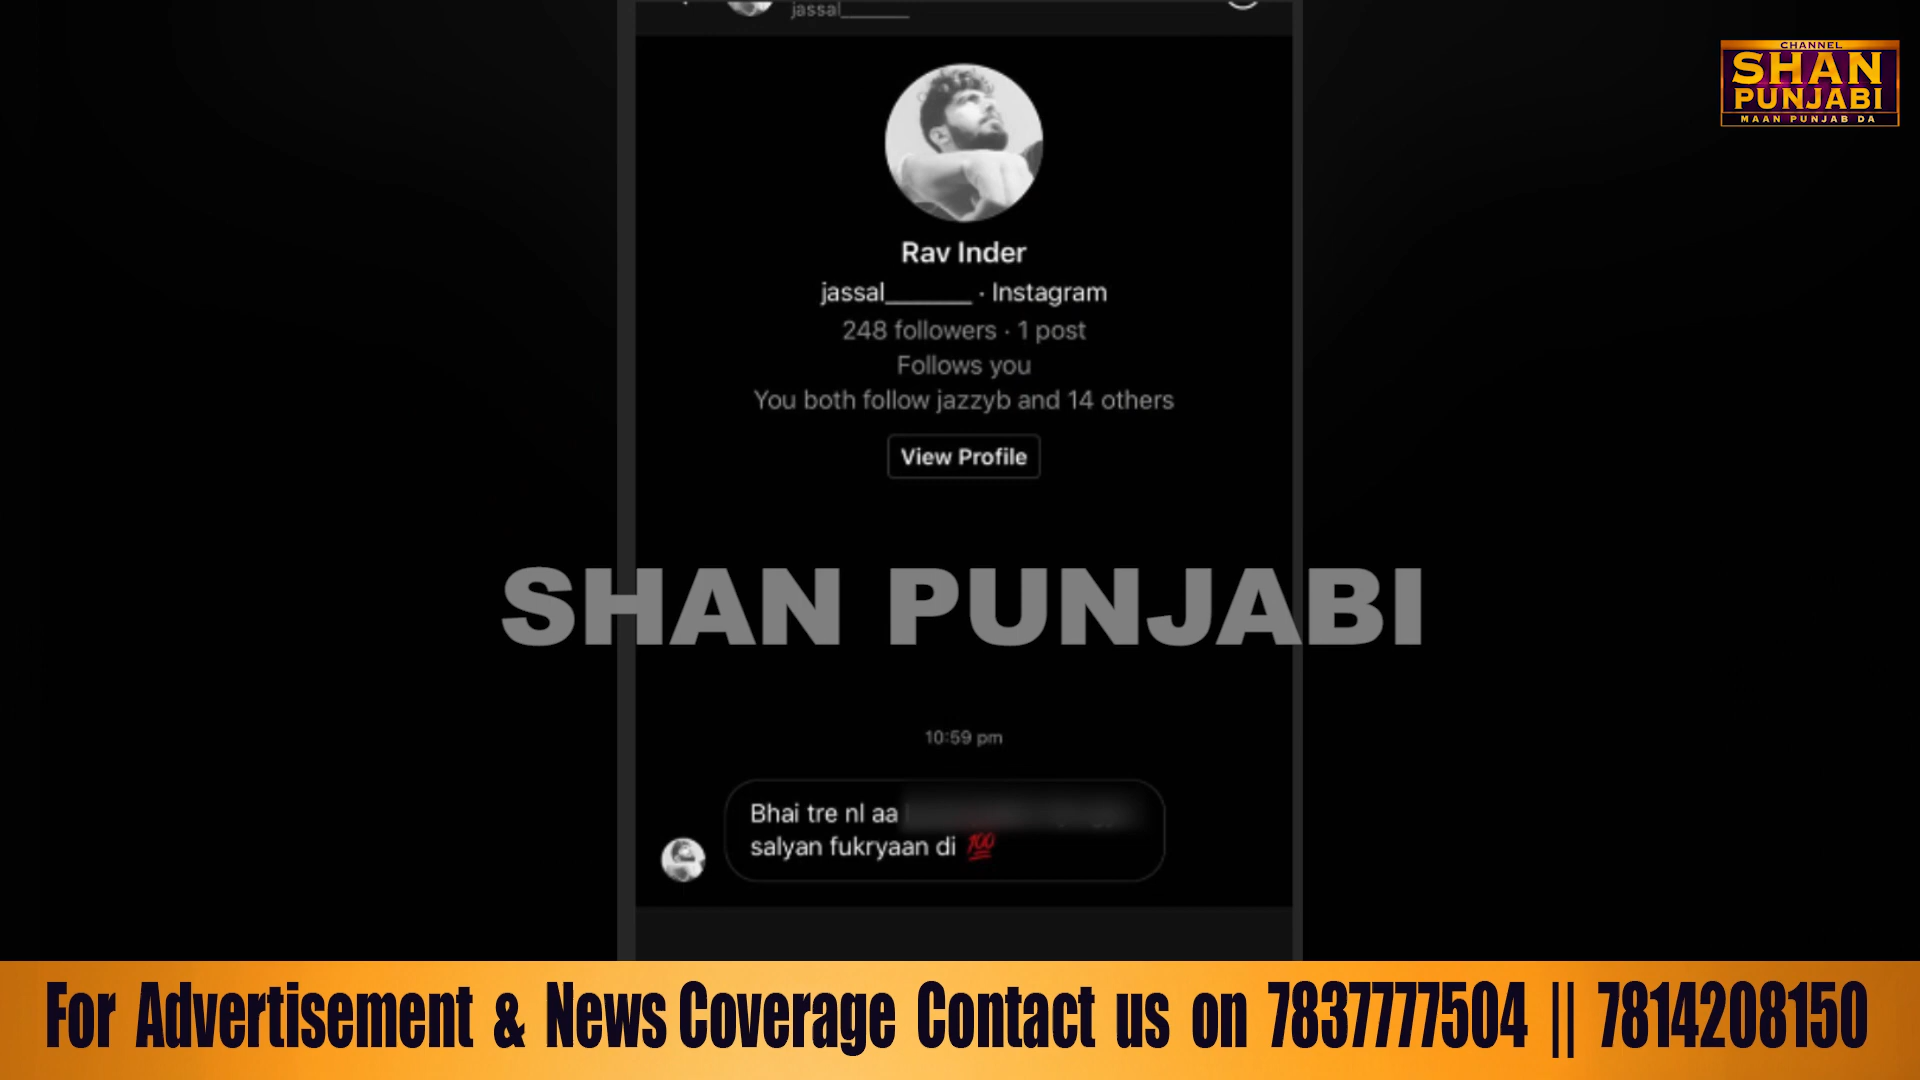 jassal_______
CHANNEL
SHAN
PUNJABI
MAAN PUNJAB DA
Rav Inder
jassal_______ · Instagram
248 followers · 1 post
Follows you
You both follow jazzyb and 14 others
View Profile
SHAN PUNJABI
10:59 pm
Bhai tre nl aa
salyan fukryaan di 💯
For Advertisement & News Coverage Contact us on 7837777504 || 7814208150